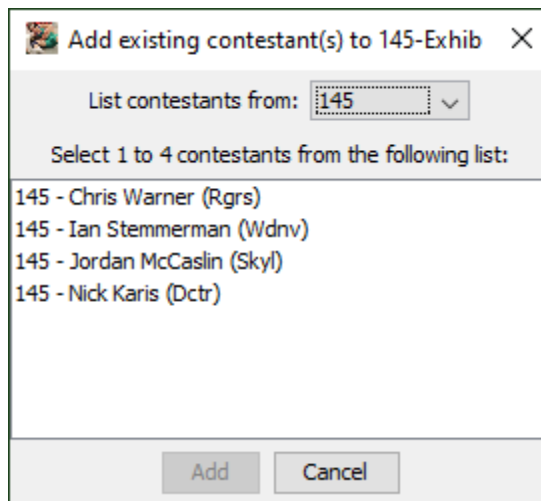 Add existing contestant(s) to 145-Exhib
List contestants from: 145
Select 1 to 4 contestants from the following list:
145 - Chris Warner (Rgrs)
145 - Ian Stemmerman (Wdnv)
145 - Jordan McCaslin (Skyl)
145 - Nick Karis (Dctr)
Add Cancel